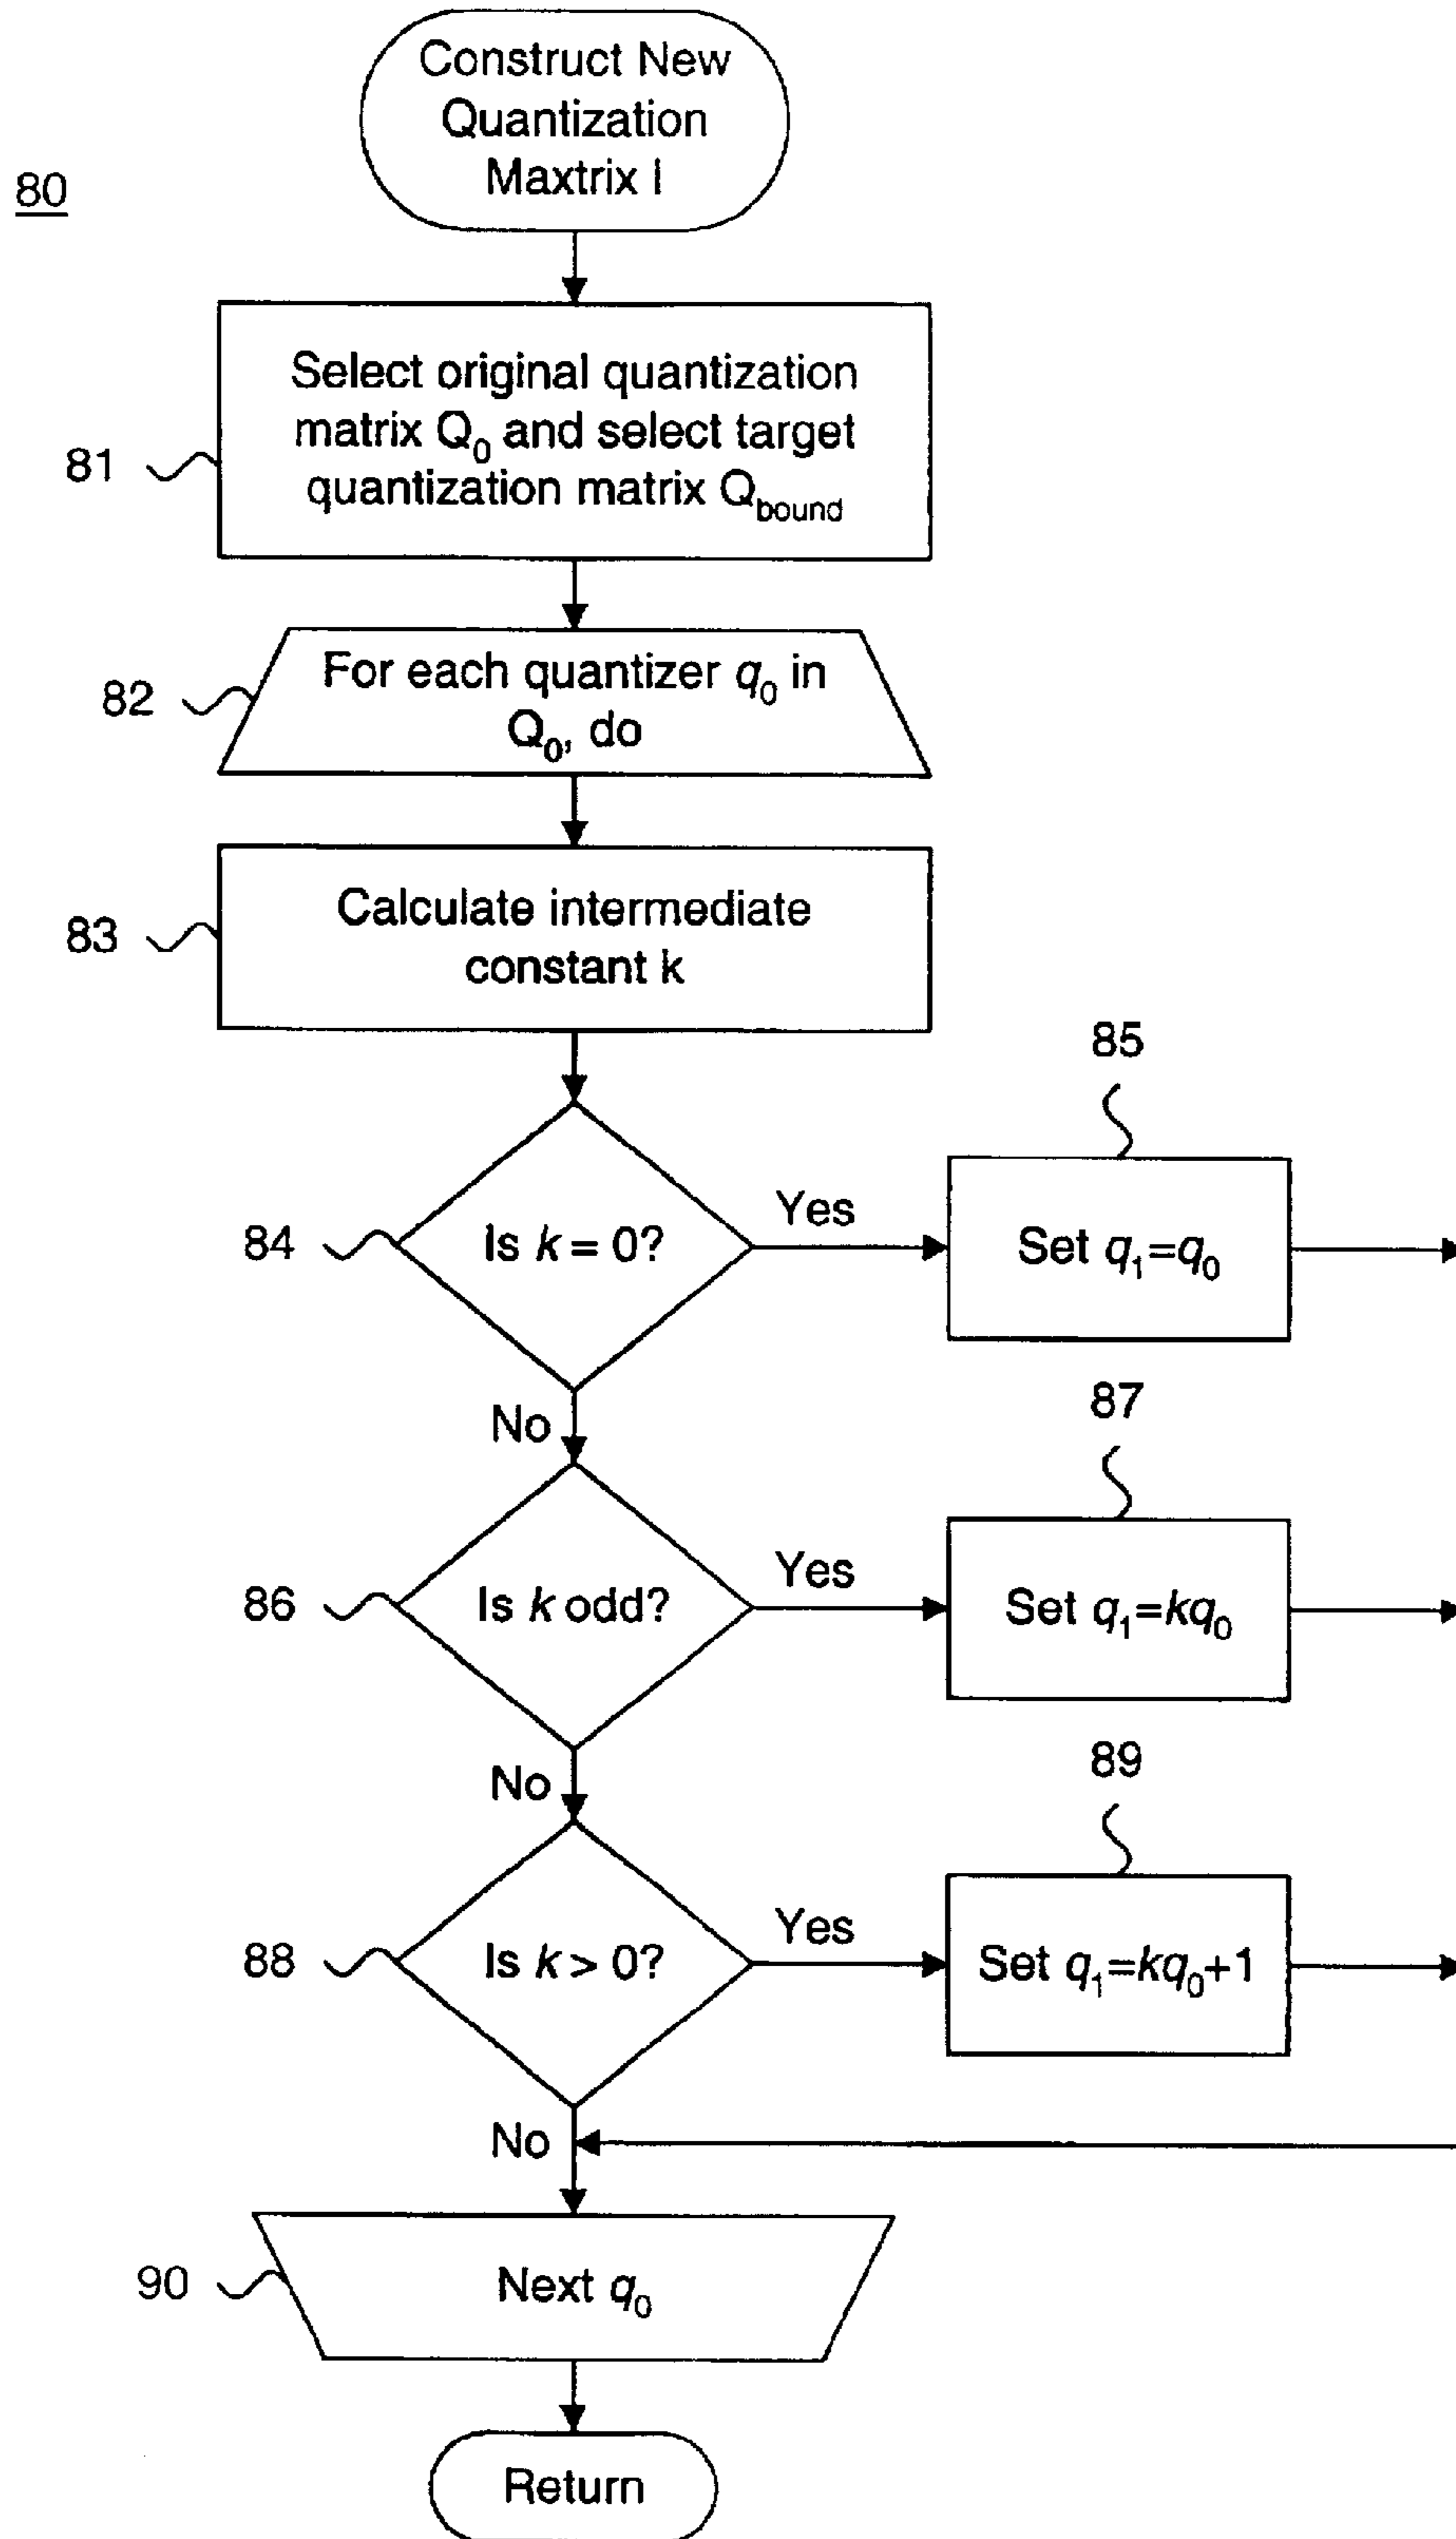 Construct New
Quantization
Maxtrix I
80
Select original quantization
matrix Q0 and select target
quantization matrix Qbound
81
For each quantizer q0 in
Q0, do
82
Calculate intermediate
constant k
83
85
Is k = 0?
84
Yes
Set q1=q0
No
87
Is k odd?
86
Yes
Set q1=kq0
No
89
Is k > 0?
88
Yes
Set q1=kq0+1
No
Next q0
90
Return